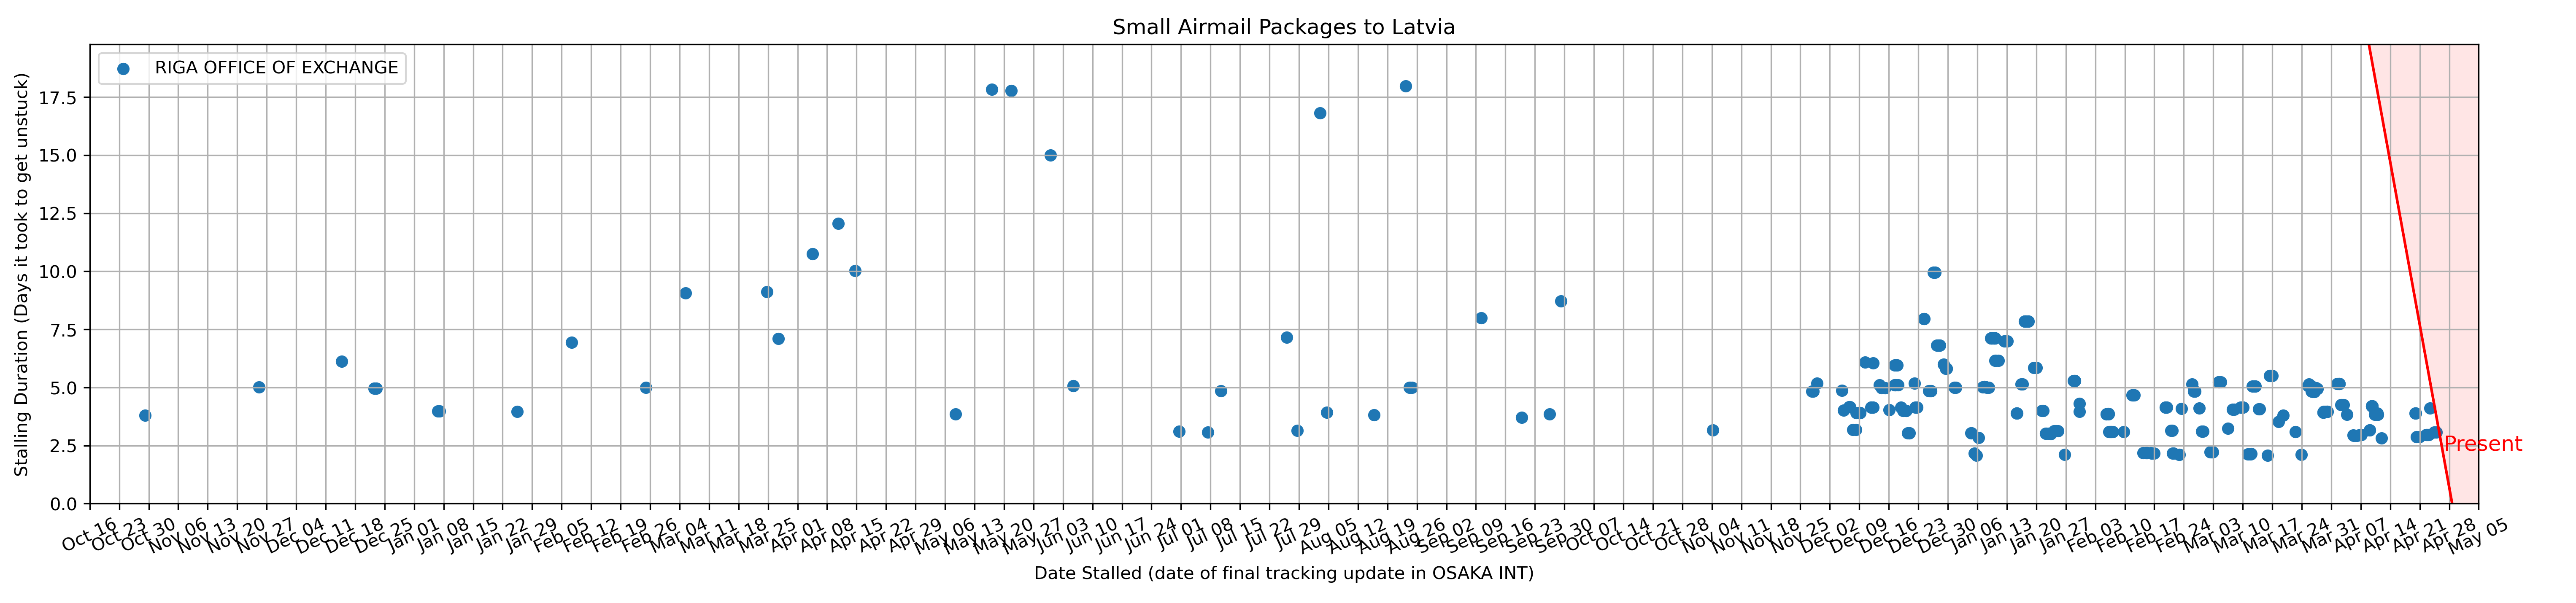 Small Airmail Packages to Latvia
RIGA OFFICE OF EXCHANGE
Stalling Duration (Days it took to get unstuck)
17.5
15.0
12.5
10.0
7.5
5.0
2.5
0.0
Present
Oct 16
Oct 23
Oct 30
Nov 06
Nov 13
Nov 20
Nov 27
Dec 04
Dec 11
Dec 18
Dec 25
Jan 01
Jan 08
Jan 15
Jan 22
Jan 29
Feb 05
Feb 12
Feb 19
Feb 26
Mar 04
Mar 11
Mar 18
Mar 25
Apr 01
Apr 08
Apr 15
Apr 22
Apr 29
May 06
May 13
May 20
May 27
Jun 03
Jun 10
Jun 17
Jun 24
Jul 01
Jul 08
Jul 15
Jul 22
Jul 29
Aug 05
Aug 12
Aug 19
Aug 26
Sep 02
Sep 09
Sep 16
Sep 23
Sep 30
Oct 07
Oct 14
Oct 21
Oct 28
Nov 04
Nov 11
Nov 18
Nov 25
Dec 02
Dec 09
Dec 16
Dec 23
Dec 30
Jan 06
Jan 13
Jan 20
Jan 27
Feb 03
Feb 10
Feb 17
Feb 24
Mar 03
Mar 10
Mar 17
Mar 24
Mar 31
Apr 07
Apr 14
Apr 21
Apr 28
May 05
Date Stalled (date of final tracking update in OSAKA INT)